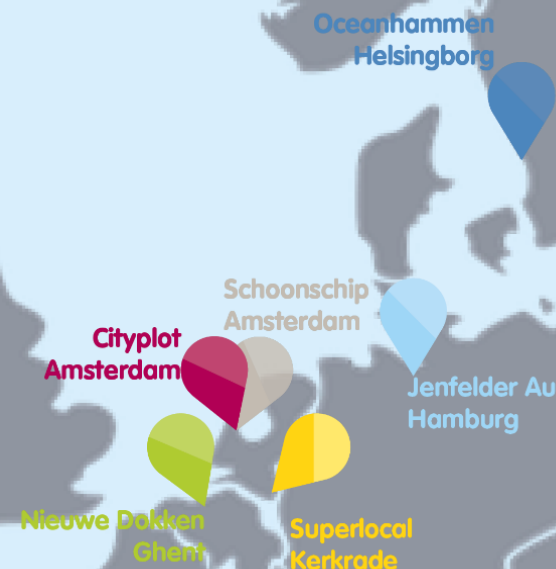 Oceanhammen
Helsingborg
Schoonschip
Amsterdam
Cityplot
Amsterdam
Jenfelder Au
Hamburg
Nieuwe Dokken
Ghent
Superlocal
Kerkrade